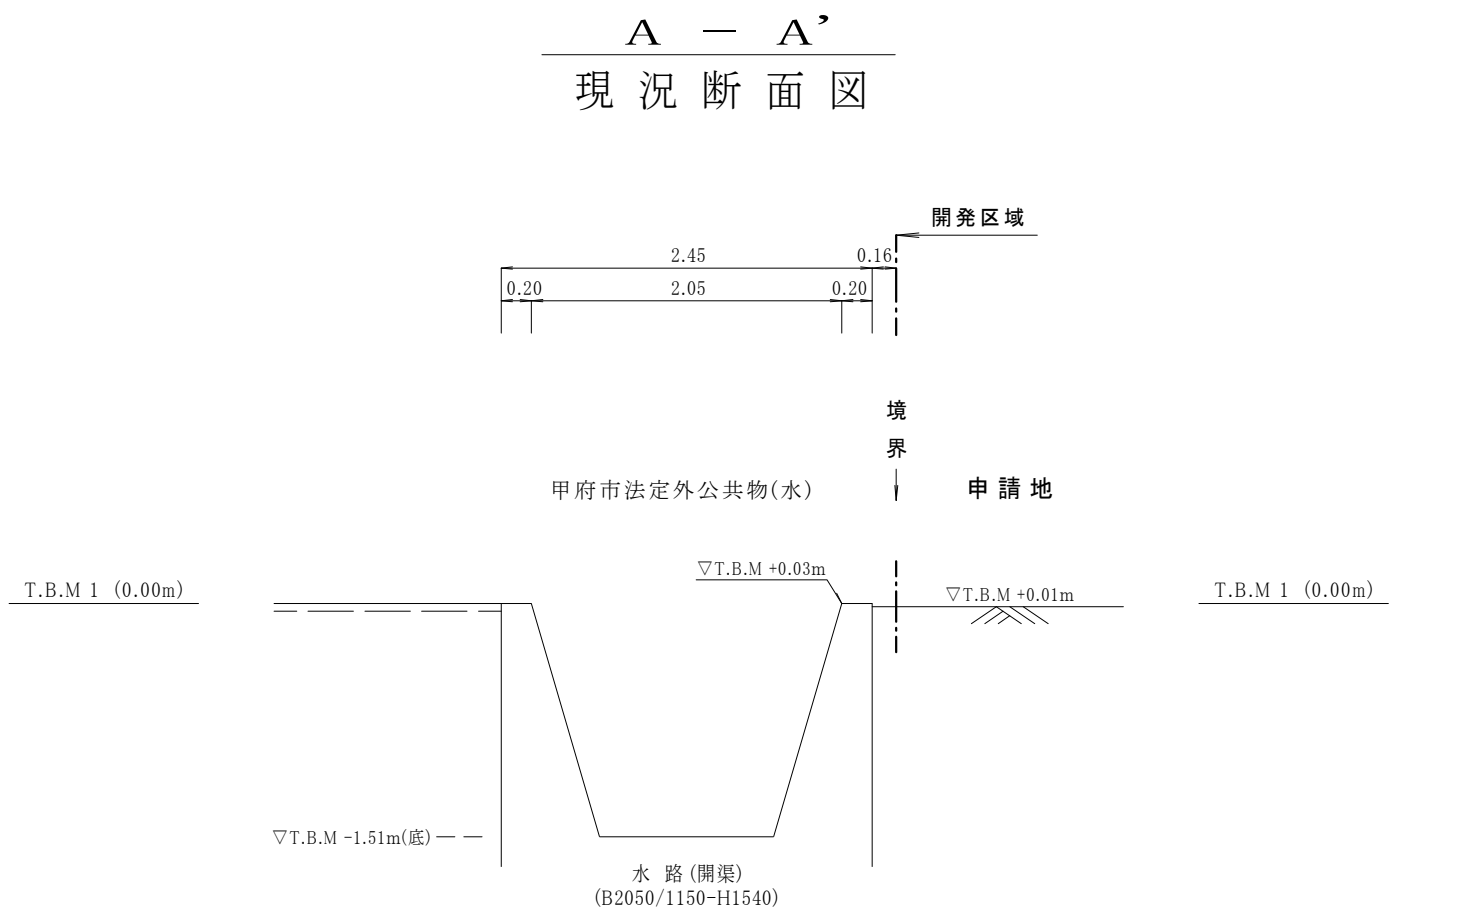 A － A’
現況断面図
開発区域
2.45
0.16
0.20
2.05
0.20
境界
甲府市法定外公共物(水)
申請地
▽T.B.M +0.03m
T.B.M 1 (0.00m)
▽T.B.M +0.01m
T.B.M 1 (0.00m)
▽T.B.M -1.51m(底)
水 路(開渠)
(B2050/1150-H1540)